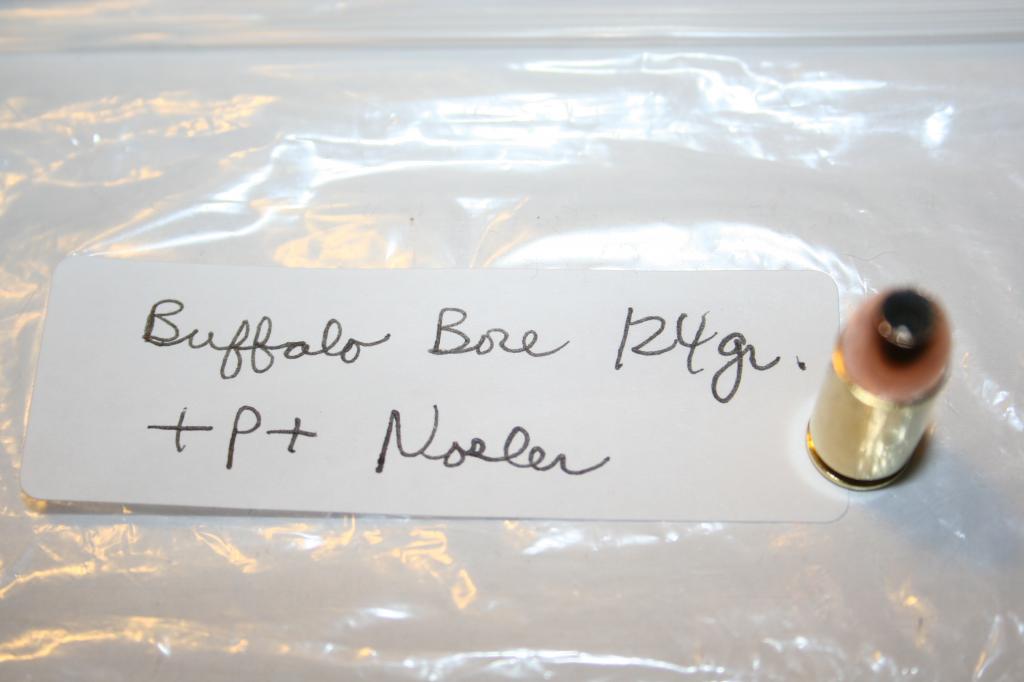 Buffalo Bore 124gr.
+P+ Nosler